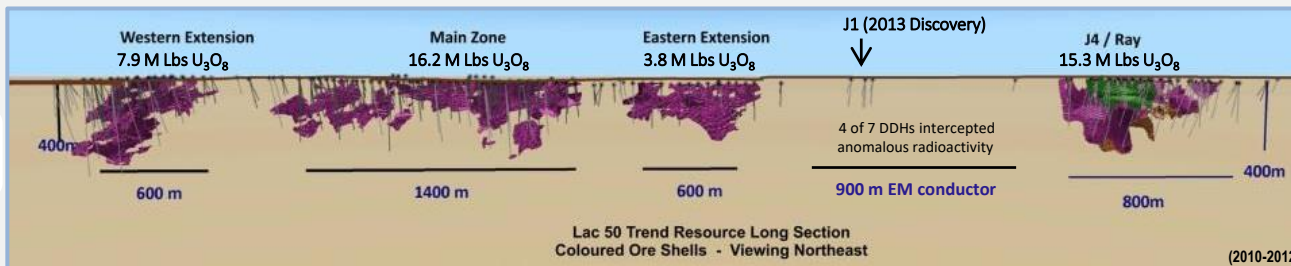 Western Extension
7.9 M Lbs U₃O₈
Main Zone
16.2 M Lbs U₃O₈
Eastern Extension
3.8 M Lbs U₃O₈
J1 (2013 Discovery)
J4 / Ray
15.3 M Lbs U₃O₈
400m
4 of 7 DDHs intercepted
anomalous radioactivity
400m
600 m
1400 m
600 m
900 m EM conductor
800m
Lac 50 Trend Resource Long Section
Coloured Ore Shells - Viewing Northeast
(2010-2012